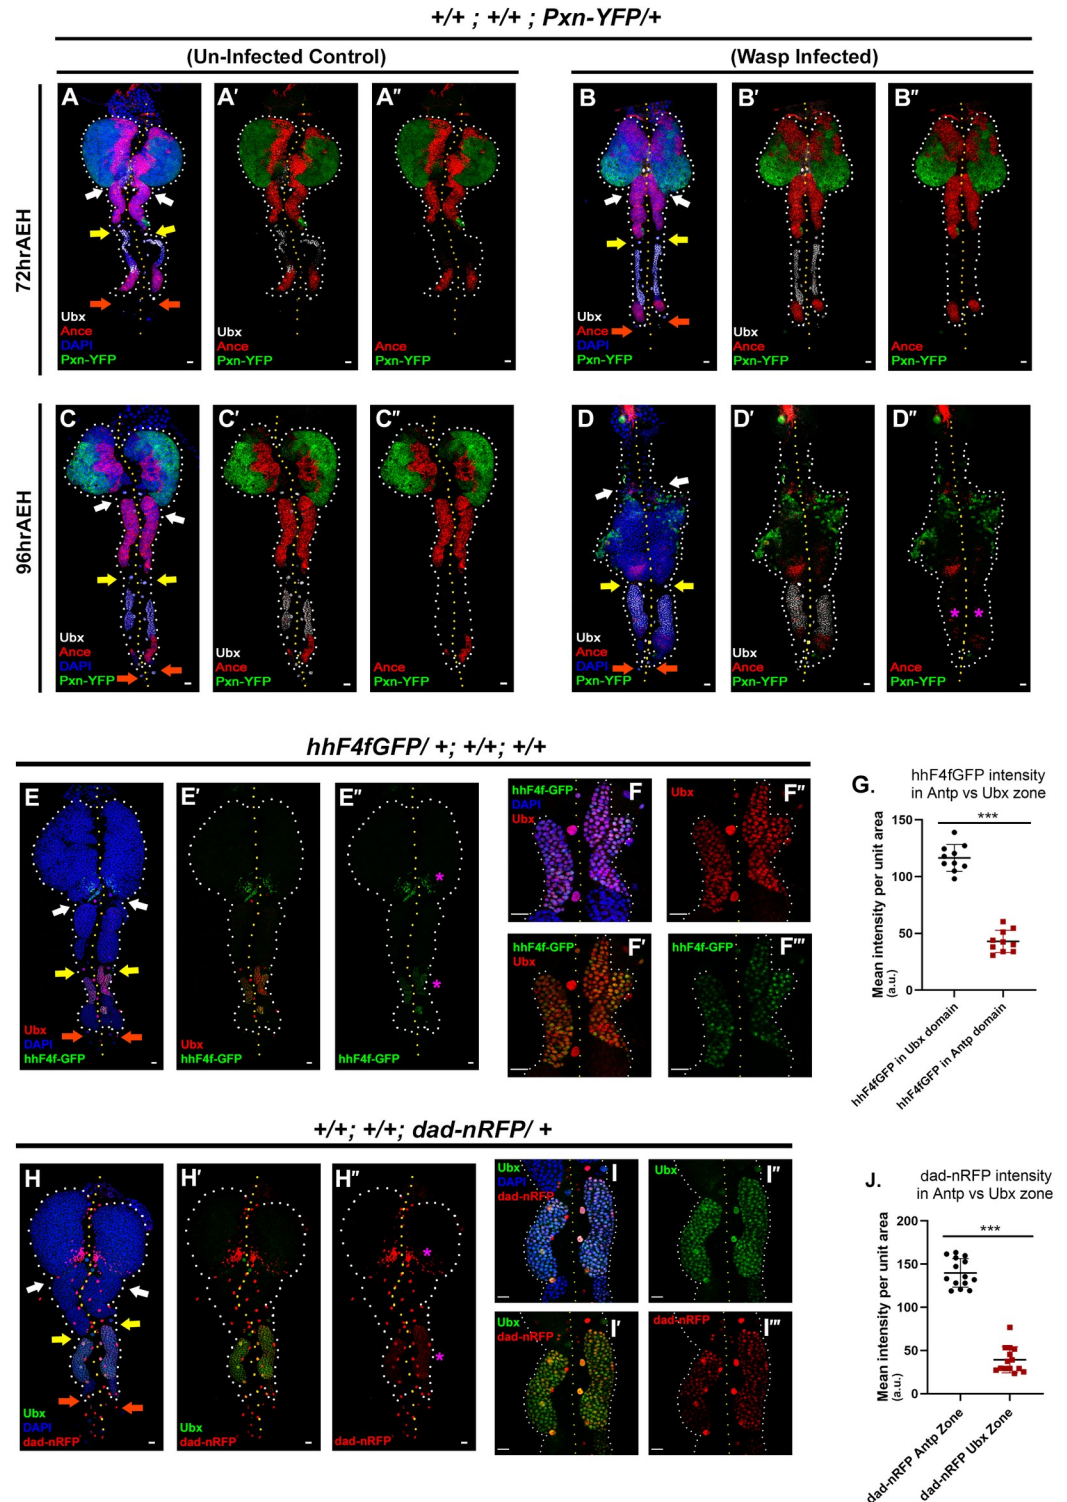 +/+ ; +/+ ; Pxn-YFP/+
(Un-Infected Control)
(Wasp Infected)
72hrAEH
A
Ubx
Ance
DAPI
Pxn-YFP
A′
Ubx
Ance
Pxn-YFP
A″
Ance
Pxn-YFP
B
Ubx
Ance
DAPI
Pxn-YFP
B′
Ubx
Ance
Pxn-YFP
B″
Ance
Pxn-YFP
96hrAEH
C
Ubx
Ance
DAPI
Pxn-YFP
C′
Ubx
Ance
Pxn-YFP
C″
Ance
Pxn-YFP
D
Ubx
Ance
DAPI
Pxn-YFP
D′
Ubx
Ance
Pxn-YFP
D″
* *
Ance
Pxn-YFP
hhF4fGFP/ +; +/+; +/+
E
Ubx
DAPI
hhF4f-GFP
E′
Ubx
hhF4f-GFP
E″
*
*
hhF4f-GFP
hhF4f-GFP F
DAPI
Ubx
Ubx F″
hhF4f-GFP F′
Ubx
hhF4f-GFP F‴
G.
hhF4fGFP intensity
in Antp vs Ubx zone
***
Mean intensity per unit area
(a.u.)
150
100
50
0
hhF4fGFP in Ubx domain
hhF4fGFP in Antp domain
+/+; +/+; dad-nRFP/ +
H
Ubx
DAPI
dad-nRFP
H′
Ubx
dad-nRFP
H″
*
*
dad-nRFP
Ubx I
DAPI
dad-nRFP
Ubx I″
Ubx I′
dad-nRFP
dad-nRFP I‴
J.
dad-nRFP intensity
in Antp vs Ubx zone
***
Mean intensity per unit area
(a.u.)
200
150
100
50
0
dad-nRFP Antp Zone
dad-nRFP Ubx Zone